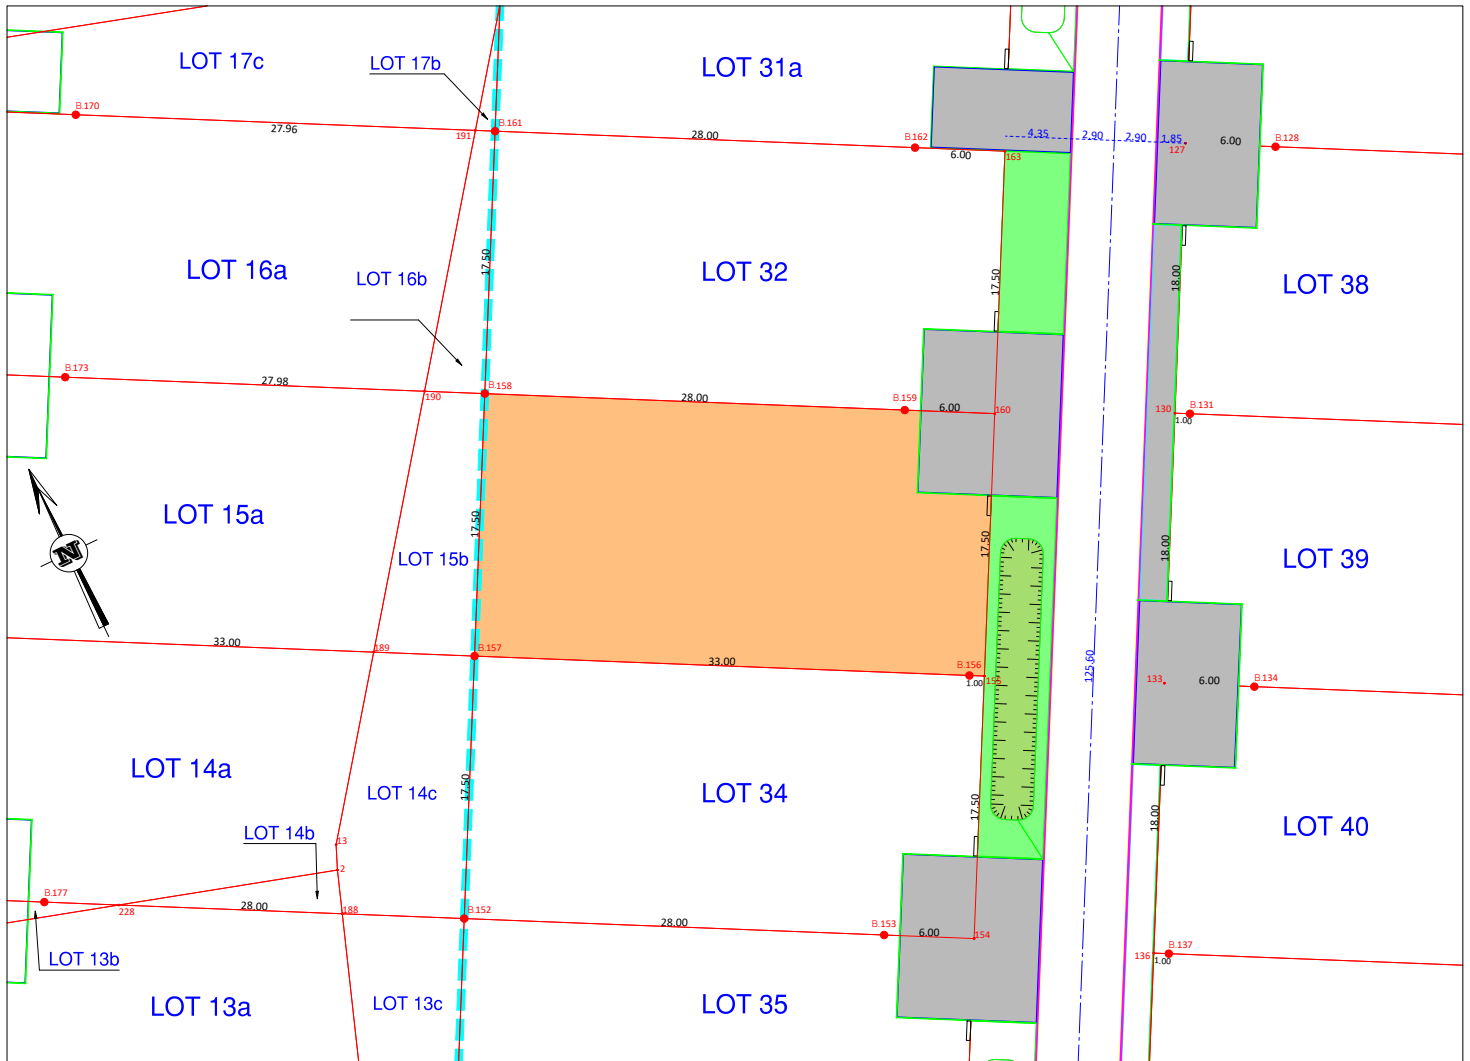 LOT 17c
LOT 17b
LOT 31a
B.170
27.96
191
B.161
28.00
B.162
6.00
163
4.35
2.90
2.90
1.85
127
6.00
B.128
LOT 16a
LOT 16b
17.50
LOT 32
17.50
18.00
LOT 38
B.173
27.98
190
B.158
28.00
B.159
6.00
160
130
B.131
1.00
N
LOT 15a
LOT 15b
17.50
17.50
18.00
LOT 39
33.00
189
B.157
33.00
B.156
1.00
155
125.60
133
6.00
B.134
LOT 14a
LOT 14c
17.50
LOT 34
17.50
18.00
LOT 40
LOT 14b
13
2
B.177
228
28.00
188
B.152
28.00
B.153
6.00
154
136
B.137
1.00
LOT 13b
LOT 13a
LOT 13c
LOT 35